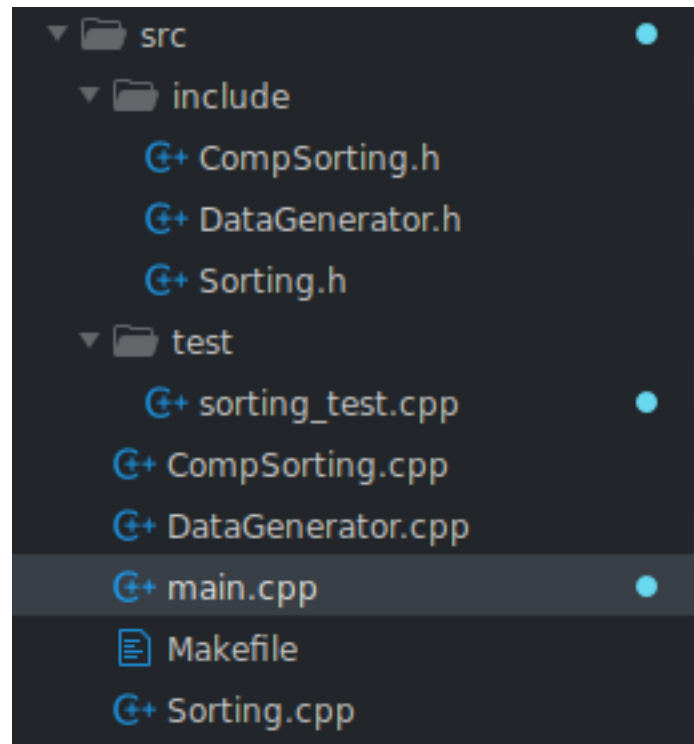 src
include
CompSorting.h
DataGenerator.h
Sorting.h
test
sorting_test.cpp
CompSorting.cpp
DataGenerator.cpp
main.cpp
Makefile
Sorting.cpp